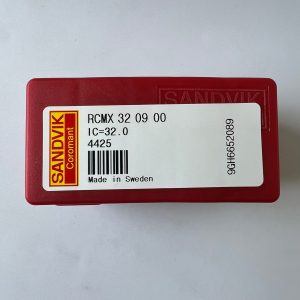 SANDVIK
Coromant
RCMX 32 09 00
IC=32.0
4425
Made in Sweden
9GH6652089
SANDVIK